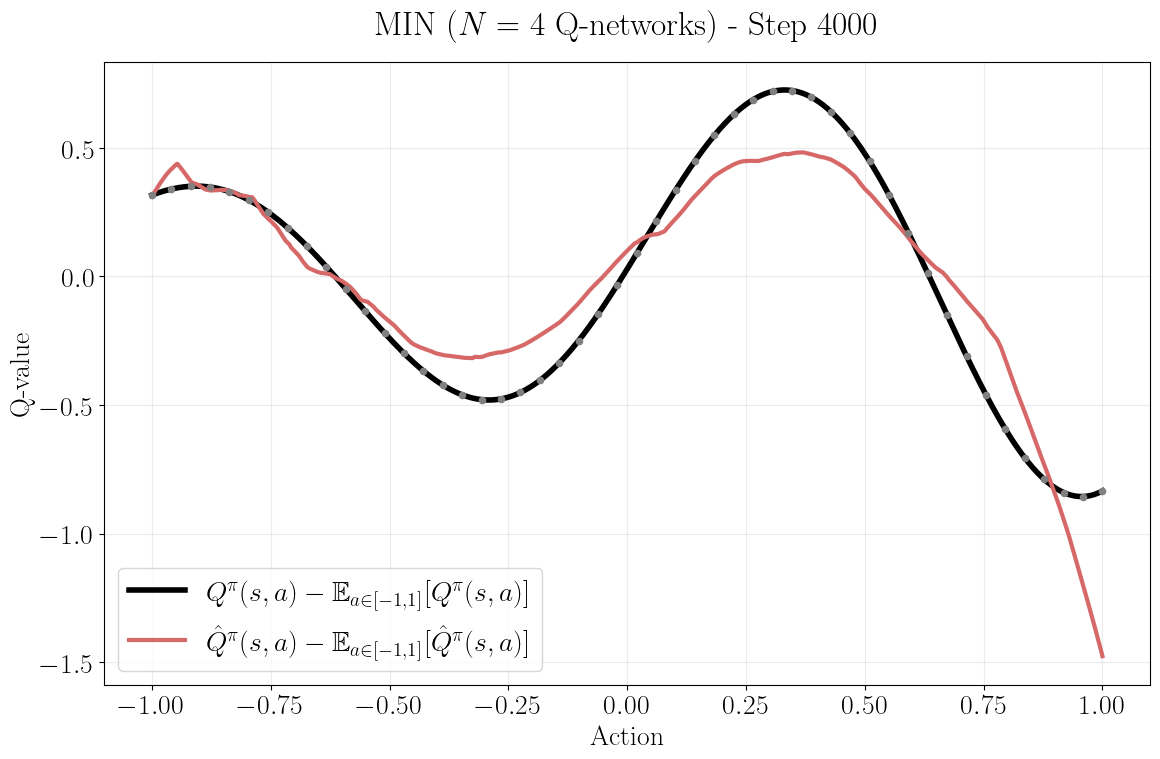 MIN (N = 4 Q-networks) - Step 4000
Q-value
0.5
0.0
−0.5
−1.0
−1.5
Q^π(s, a) − 𝔼_{a∈[−1,1]}[Q^π(s, a)]
Q̂^π(s, a) − 𝔼_{a∈[−1,1]}[Q̂^π(s, a)]
−1.00 −0.75 −0.50 −0.25 0.00 0.25 0.50 0.75 1.00
Action